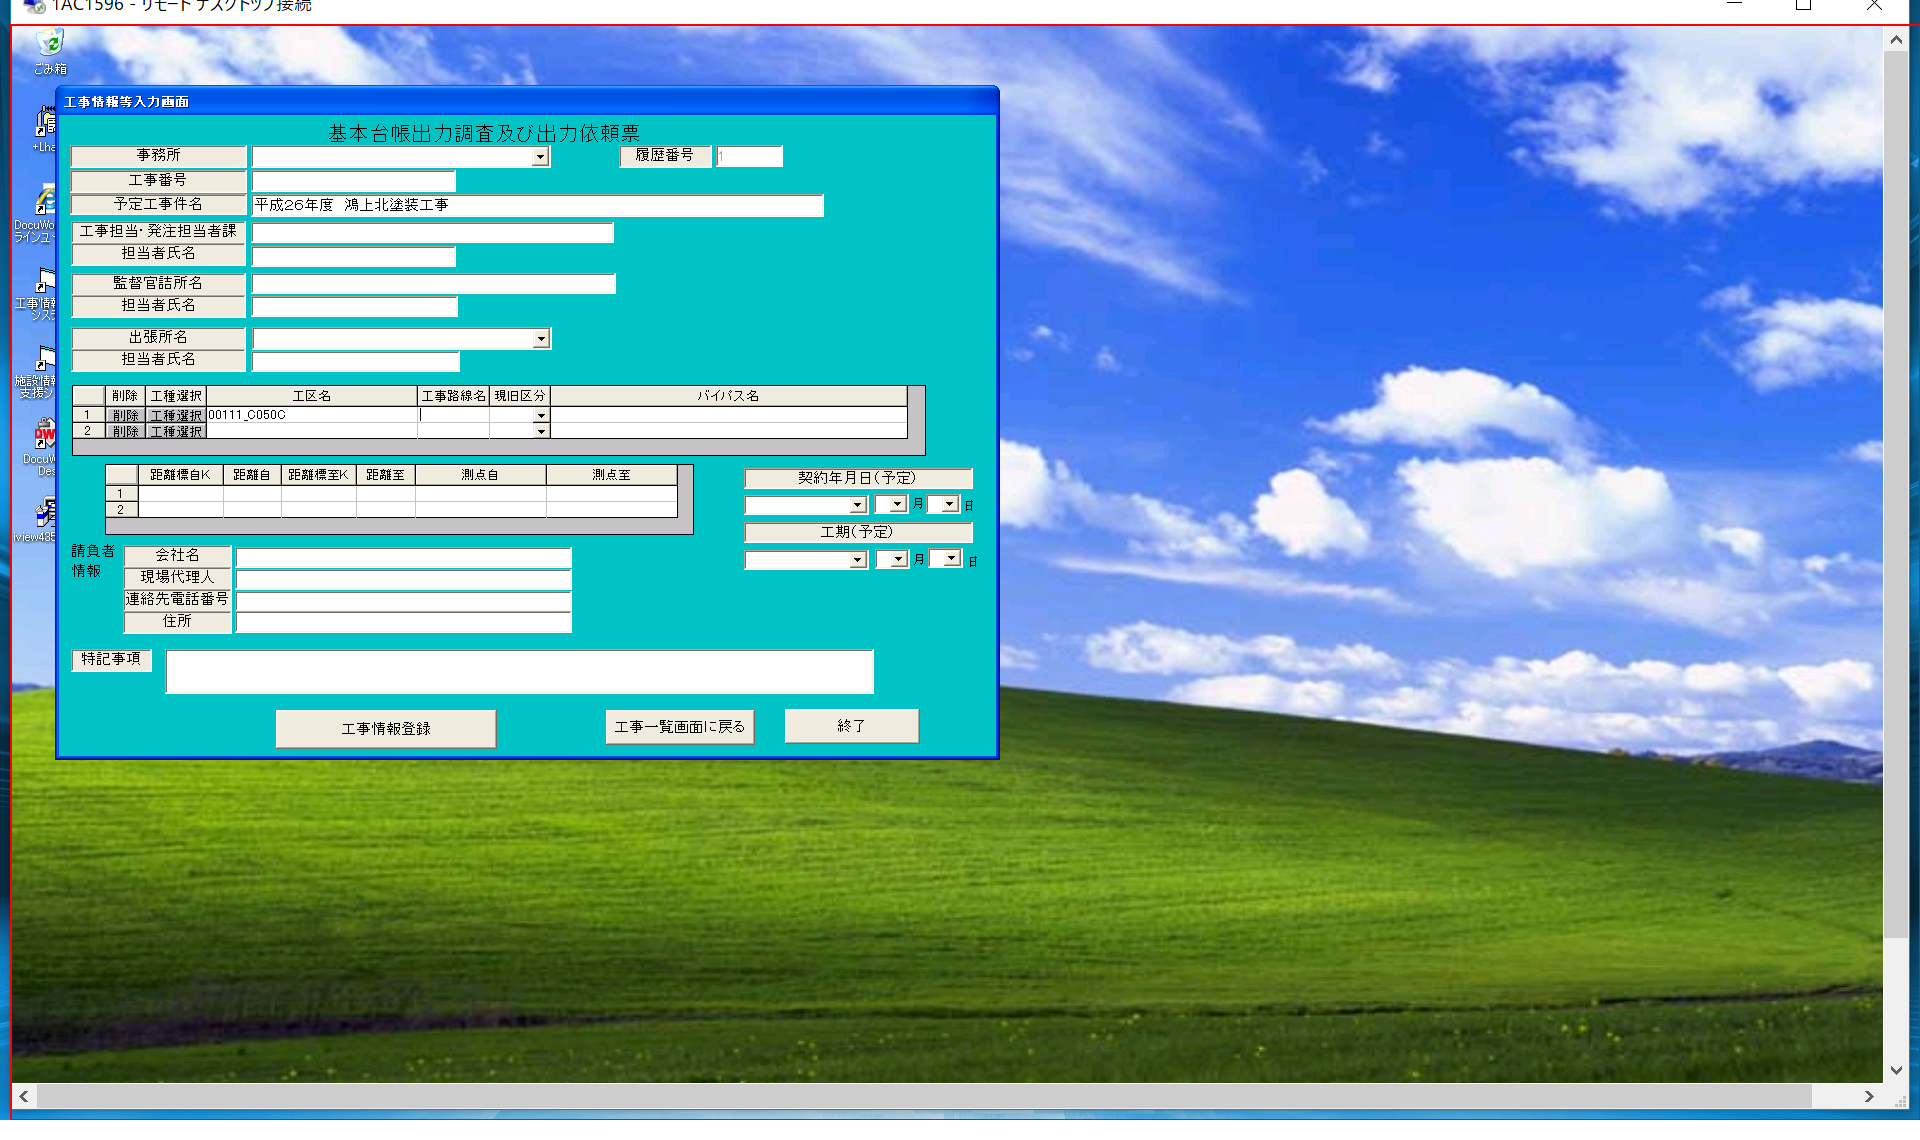 1AC1596 - リモート デスクトップ接続
ごみ箱
+Lha
DocuWo
ラインユー
工事情報
シス
施設情報
支援シ
DocuWo
Des
iview435
工事情報等入力画面
基本台帳出力調査及び出力依頼票
事務所
履歴番号 1
工事番号
予定工事件名 平成26年度 鴻上北塗装工事
工事担当・発注担当者課
担当者氏名
監督官詰所名
担当者氏名
出張所名
担当者氏名
削除 工種選択 工区名 工事路線名 現旧区分 バイパス名
1 削除 工種選択 00111_C050C
2 削除 工種選択
距離標自K 距離自 距離標至K 距離至 測点自 測点至
1
2
契約年月日(予定)
月 日
工期(予定)
月 日
請負者
情報
会社名
現場代理人
連絡先電話番号
住所
特記事項
工事情報登録 工事一覧画面に戻る 終了